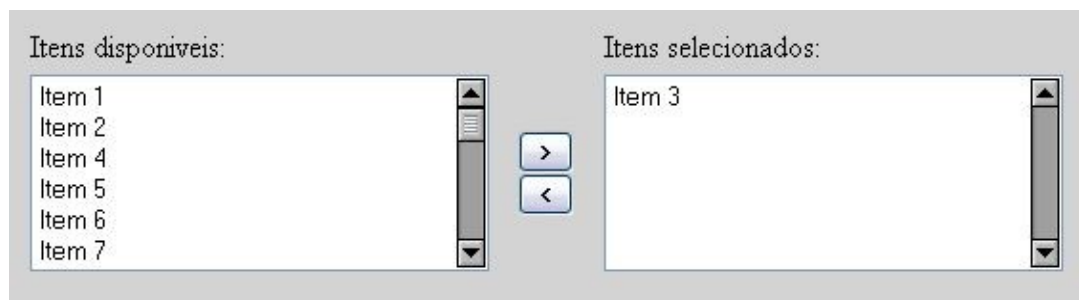 Itens disponiveis:
Item 1
Item 2
Item 4
Item 5
Item 6
Item 7
>
<
Itens selecionados:
Item 3